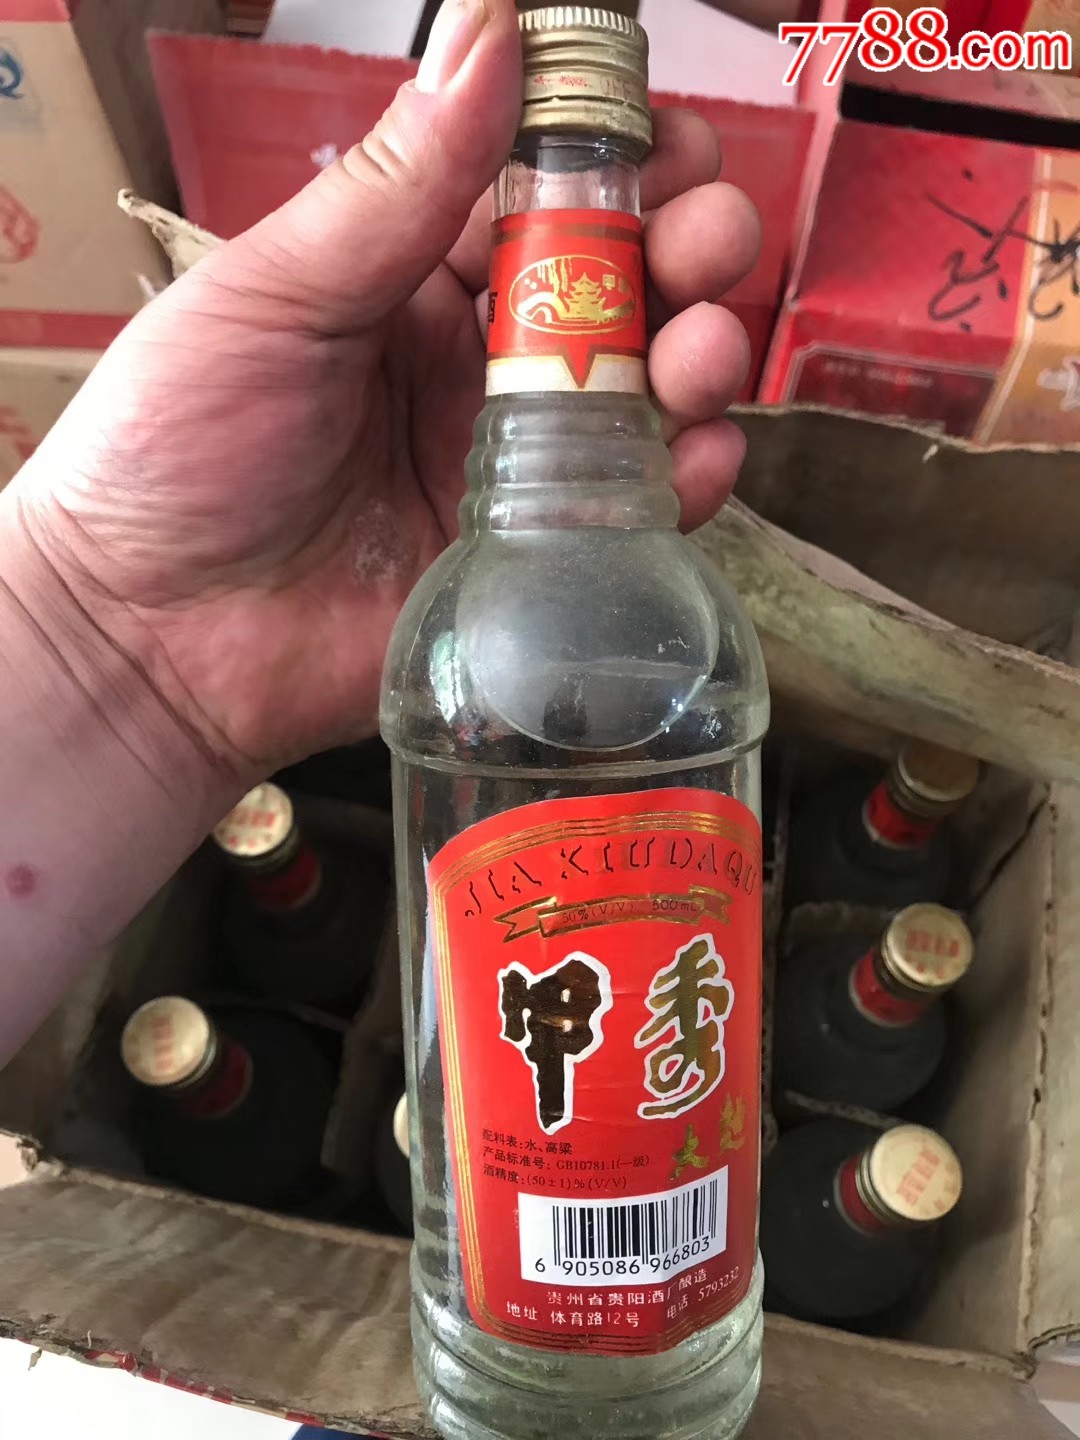 7788.com
JIA XIU DAQU
50%(V/V) 500mL
甲秀
大曲
配料表:水、高粱
产品标准号: GB10781.1(一级)
酒精度:(50±1)%(V/V)
6 905086 966803
贵州省贵阳酒厂酿造
地址 体育路12号 电话 5793232